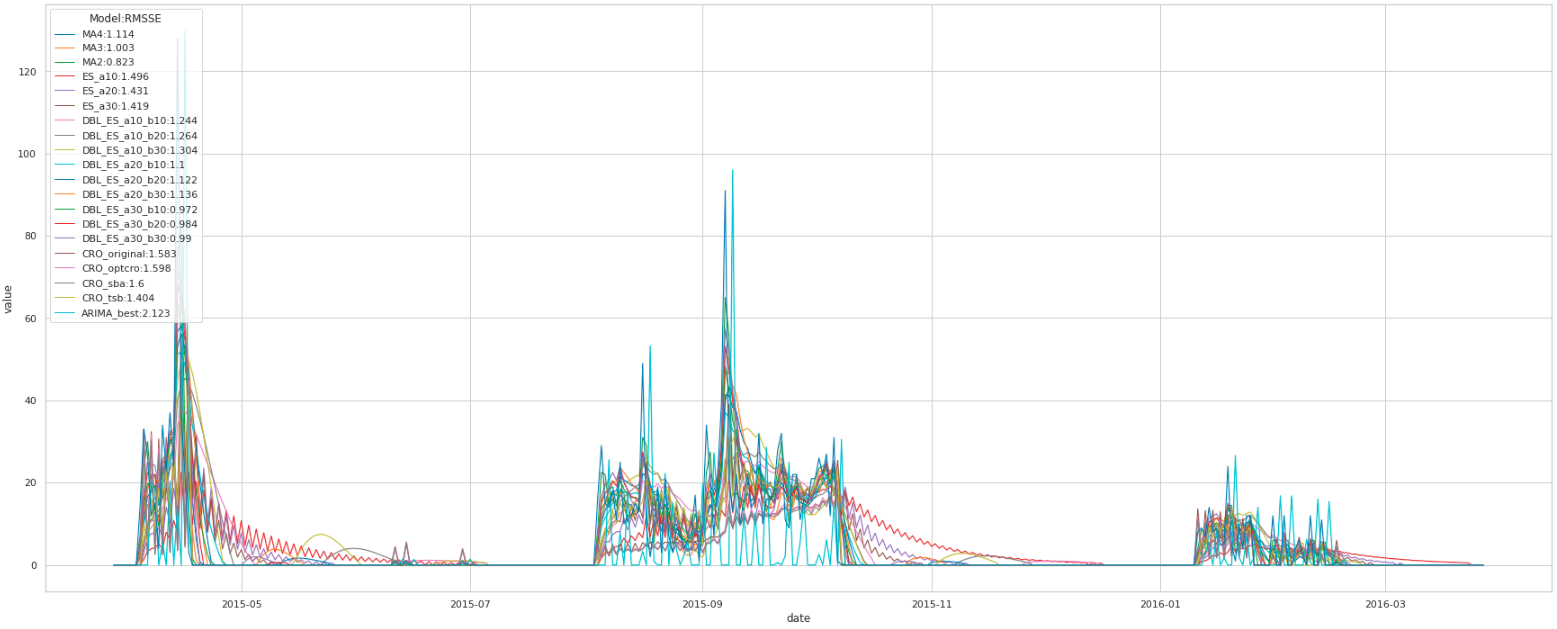 Model:RMSSE
MA4:1.114
MA3:1.003
MA2:0.823
ES_a10:1.496
ES_a20:1.431
ES_a30:1.419
DBL_ES_a10_b10:1.244
DBL_ES_a10_b20:1.264
DBL_ES_a10_b30:1.304
DBL_ES_a20_b10:1.1
DBL_ES_a20_b20:1.122
DBL_ES_a20_b30:1.136
DBL_ES_a30_b10:0.972
DBL_ES_a30_b20:0.984
DBL_ES_a30_b30:0.99
CRO_original:1.583
CRO_optcro:1.598
CRO_sba:1.6
CRO_tsb:1.404
ARIMA_best:2.123
120
100
80
60
40
20
0
value
2015-05 2015-07 2015-09 2015-11 2016-01 2016-03
date